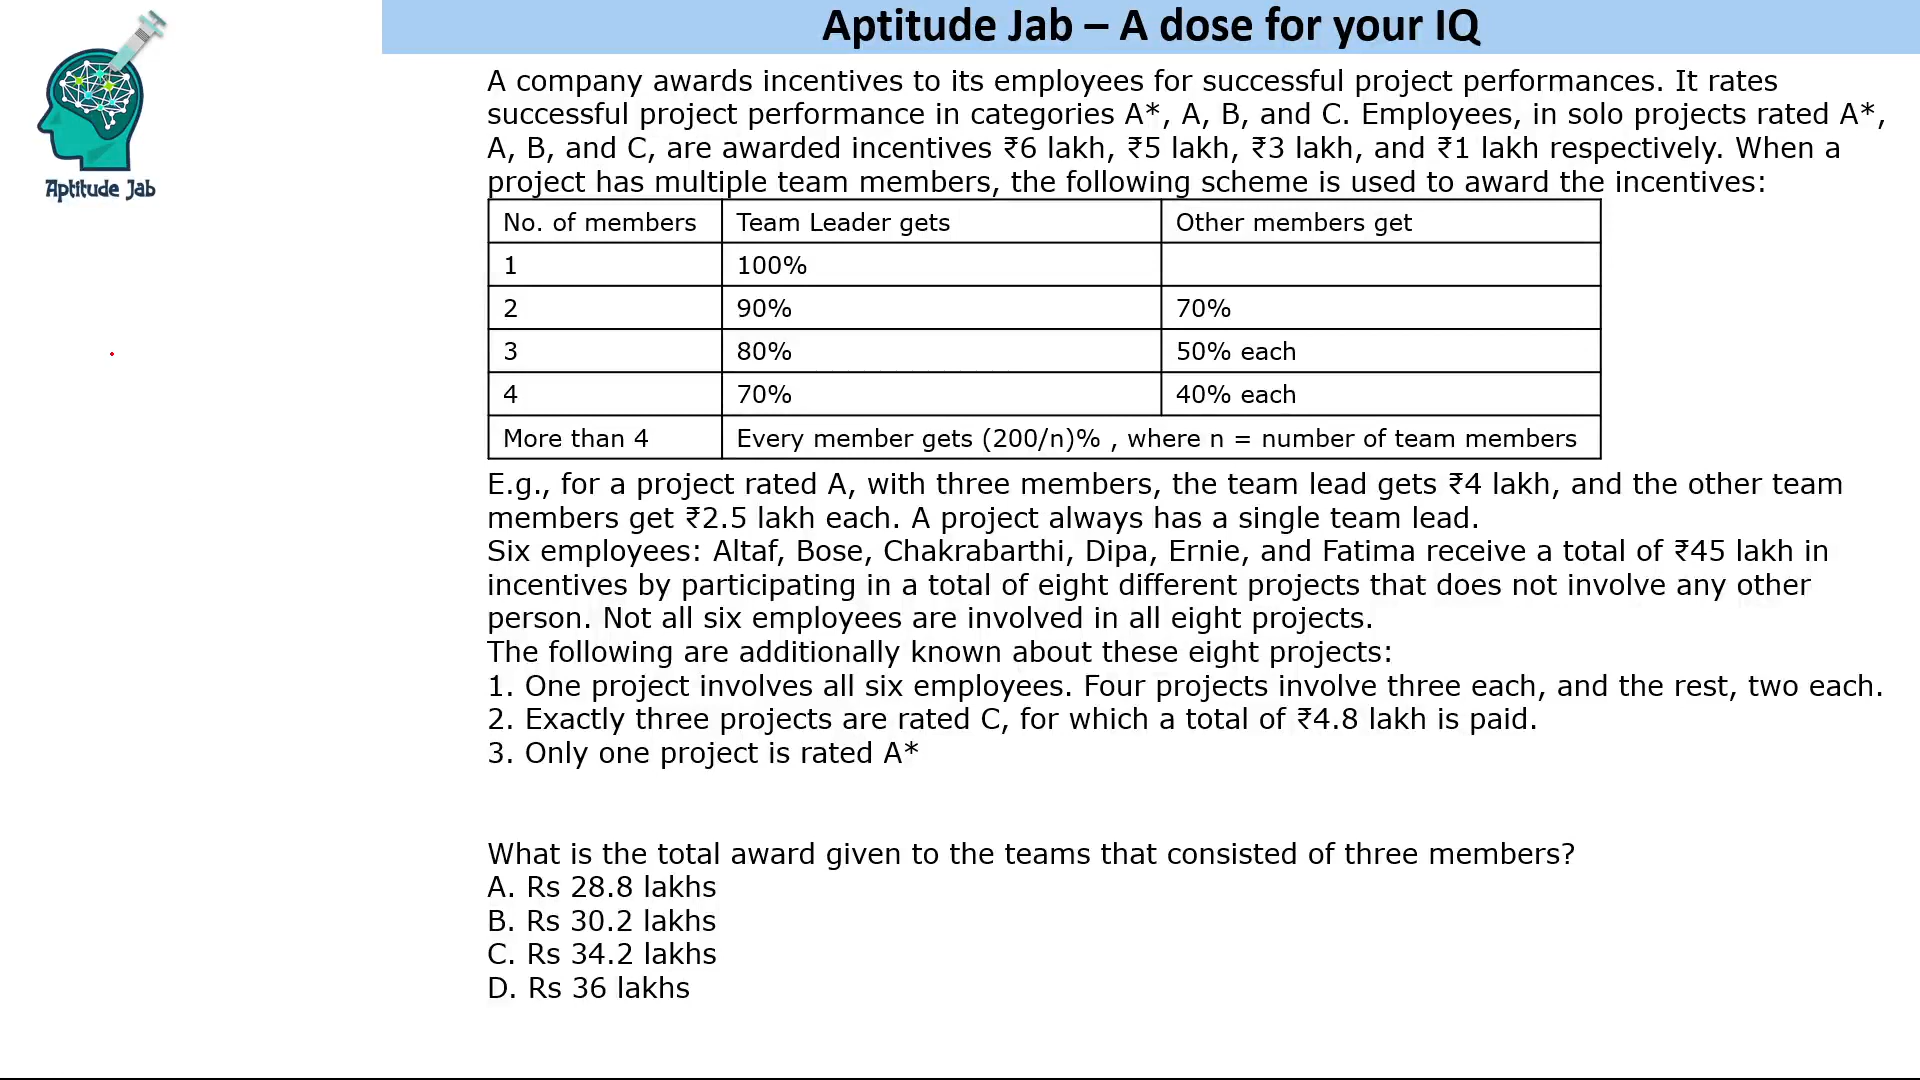 Aptitude Jab – A dose for your IQ
Aptitude Jab
A company awards incentives to its employees for successful project performances. It rates
successful project performance in categories A*, A, B, and C. Employees, in solo projects rated A*,
A, B, and C, are awarded incentives ₹6 lakh, ₹5 lakh, ₹3 lakh, and ₹1 lakh respectively. When a
project has multiple team members, the following scheme is used to award the incentives:
No. of members Team Leader gets Other members get
1 100%
2 90% 70%
3 80% 50% each
4 70% 40% each
More than 4 Every member gets (200/n)% , where n = number of team members
E.g., for a project rated A, with three members, the team lead gets ₹4 lakh, and the other team
members get ₹2.5 lakh each. A project always has a single team lead.
Six employees: Altaf, Bose, Chakrabarthi, Dipa, Ernie, and Fatima receive a total of ₹45 lakh in
incentives by participating in a total of eight different projects that does not involve any other
person. Not all six employees are involved in all eight projects.
The following are additionally known about these eight projects:
1. One project involves all six employees. Four projects involve three each, and the rest, two each.
2. Exactly three projects are rated C, for which a total of ₹4.8 lakh is paid.
3. Only one project is rated A*
What is the total award given to the teams that consisted of three members?
A. Rs 28.8 lakhs
B. Rs 30.2 lakhs
C. Rs 34.2 lakhs
D. Rs 36 lakhs